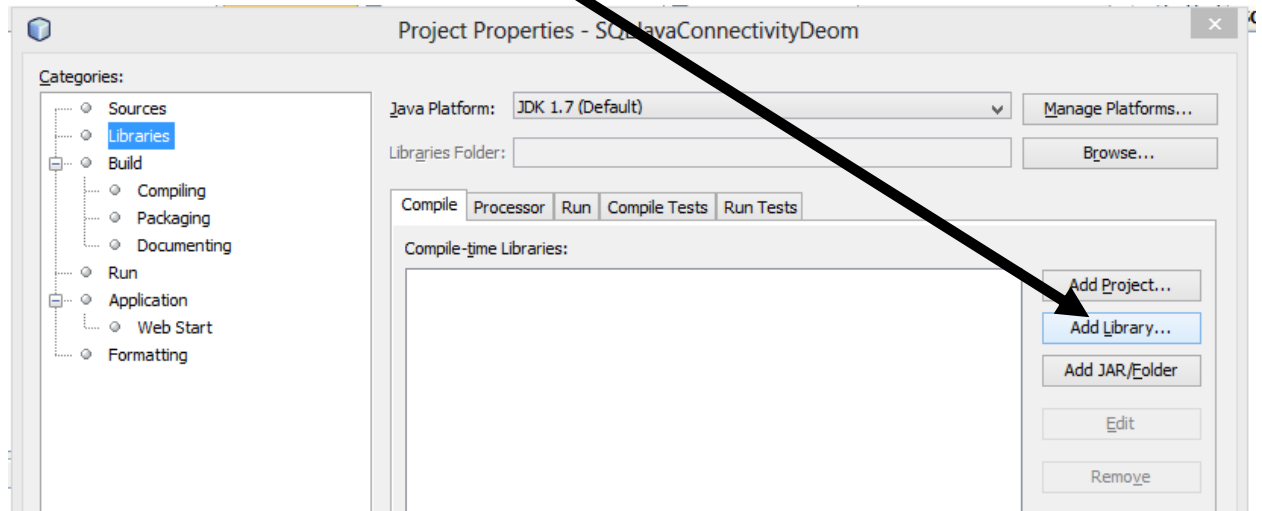 Project Properties - SQLJavaConnectivityDeom
Categories:
Sources
Libraries
Build
Compiling
Packaging
Documenting
Run
Application
Web Start
Formatting
Java Platform: JDK 1.7 (Default) Manage Platforms...
Libraries Folder: Browse...
Compile Processor Run Compile Tests Run Tests
Compile-time Libraries:
Add Project...
Add Library...
Add JAR/Folder
Edit
Remove